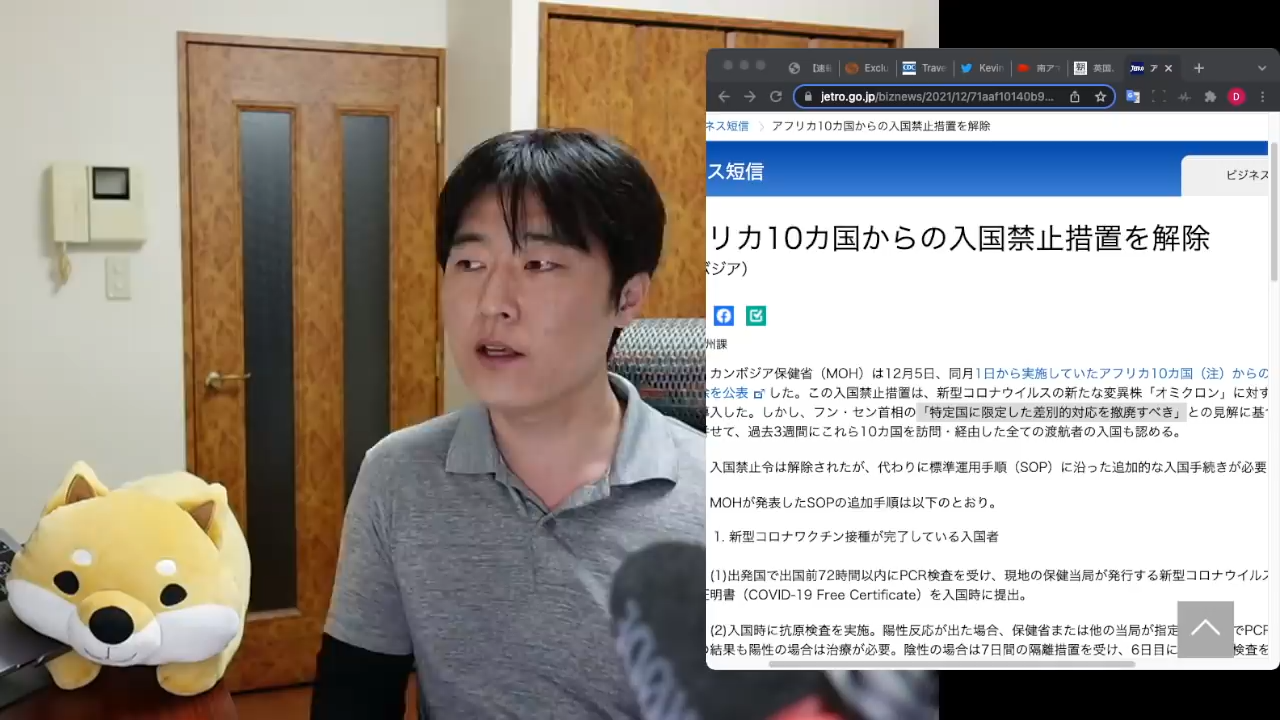 【速報
Exclu
CDC
Trave
Kevin
南アフ
英国.
ア
jetro.go.jp/biznews/2021/12/71aaf10140b9...
D
ネス短信 〉 アフリカ10カ国からの入国禁止措置を解除
ス短信
ビジネス
リカ10カ国からの入国禁止措置を解除
ボジア）
州課
カンボジア保健省（MOH）は12月5日、同月1日から実施していたアフリカ10カ国（注）からの
除を公表 した。この入国禁止措置は、新型コロナウイルスの新たな変異株「オミクロン」に対す
導入した。しかし、フン・セン首相の「特定国に限定した差別的対応を撤廃すべき」との見解に基づ
せて、過去3週間にこれら10カ国を訪問・経由した全ての渡航者の入国も認める。
入国禁止令は解除されたが、代わりに標準運用手順（SOP）に沿った追加的な入国手続きが必要
MOHが発表したSOPの追加手順は以下のとおり。
1. 新型コロナワクチン接種が完了している入国者
(1)出発国で出国前72時間以内にPCR検査を受け、現地の保健当局が発行する新型コロナウイルス
証明書（COVID-19 Free Certificate）を入国時に提出。
(2)入国時に抗原検査を実施。陽性反応が出た場合、保健省または他の当局が指定 でPCR
の結果も陽性の場合は治療が必要。陰性の場合は7日間の隔離措置を受け、6日目に 検査を